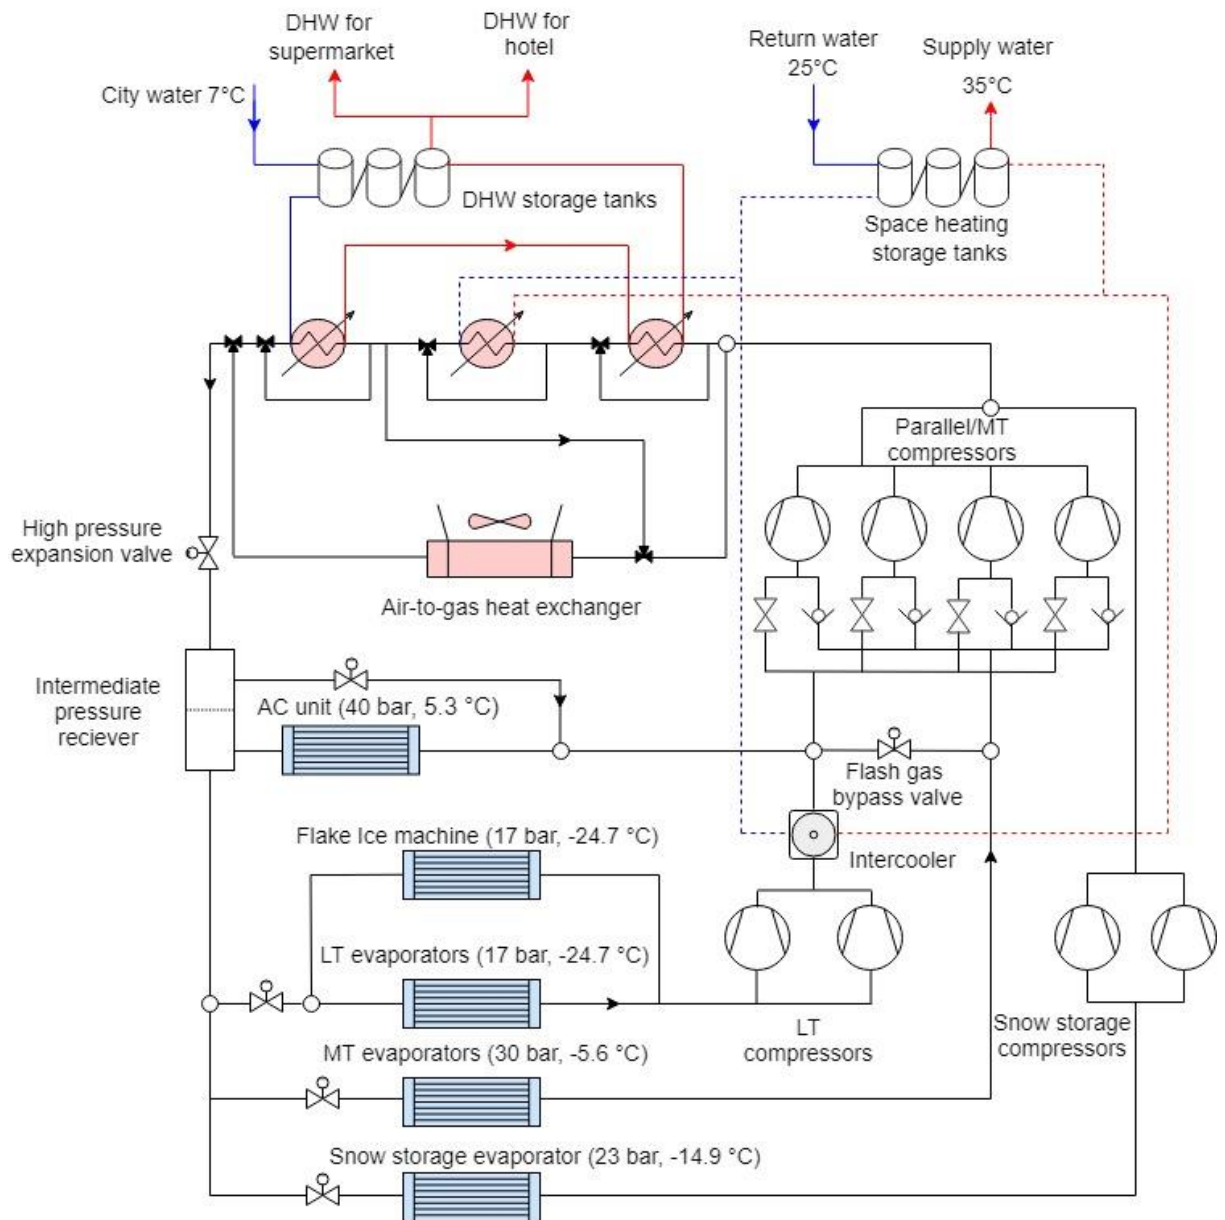 DHW for
supermarket
DHW for
hotel
Return water
25°C
Supply water
35°C
City water 7°C
DHW storage tanks
Space heating
storage tanks
Parallel/MT
compressors
High pressure
expansion valve
Air-to-gas heat exchanger
Intermediate
pressure
reciever
AC unit (40 bar, 5.3 °C)
Flash gas
bypass valve
Flake Ice machine (17 bar, -24.7 °C)
Intercooler
LT evaporators (17 bar, -24.7 °C)
LT
compressors
Snow storage
compressors
MT evaporators (30 bar, -5.6 °C)
Snow storage evaporator (23 bar, -14.9 °C)